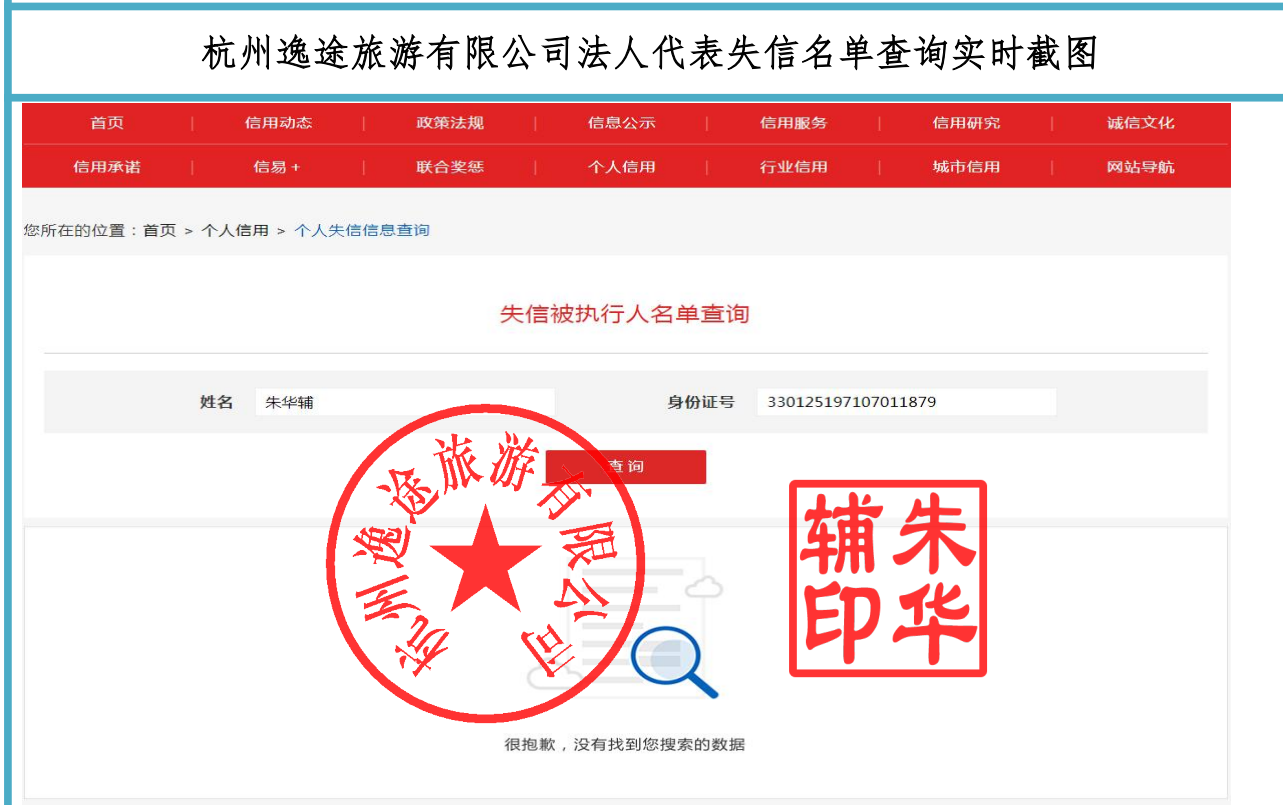 杭州逸途旅游有限公司法人代表失信名单查询实时截图
首页 | 信用动态 | 政策法规 | 信息公示 | 信用服务 | 信用研究 | 诚信文化
信用承诺 | 信易+ | 联合奖惩 | 个人信用 | 行业信用 | 城市信用 | 网站导航
您所在的位置：首页 > 个人信用 > 个人失信信息查询
失信被执行人名单查询
姓名 朱华辅 身份证号 330125197107011879
查询
杭州逸途旅游有限公司
朱华
辅印
很抱歉，没有找到您搜索的数据